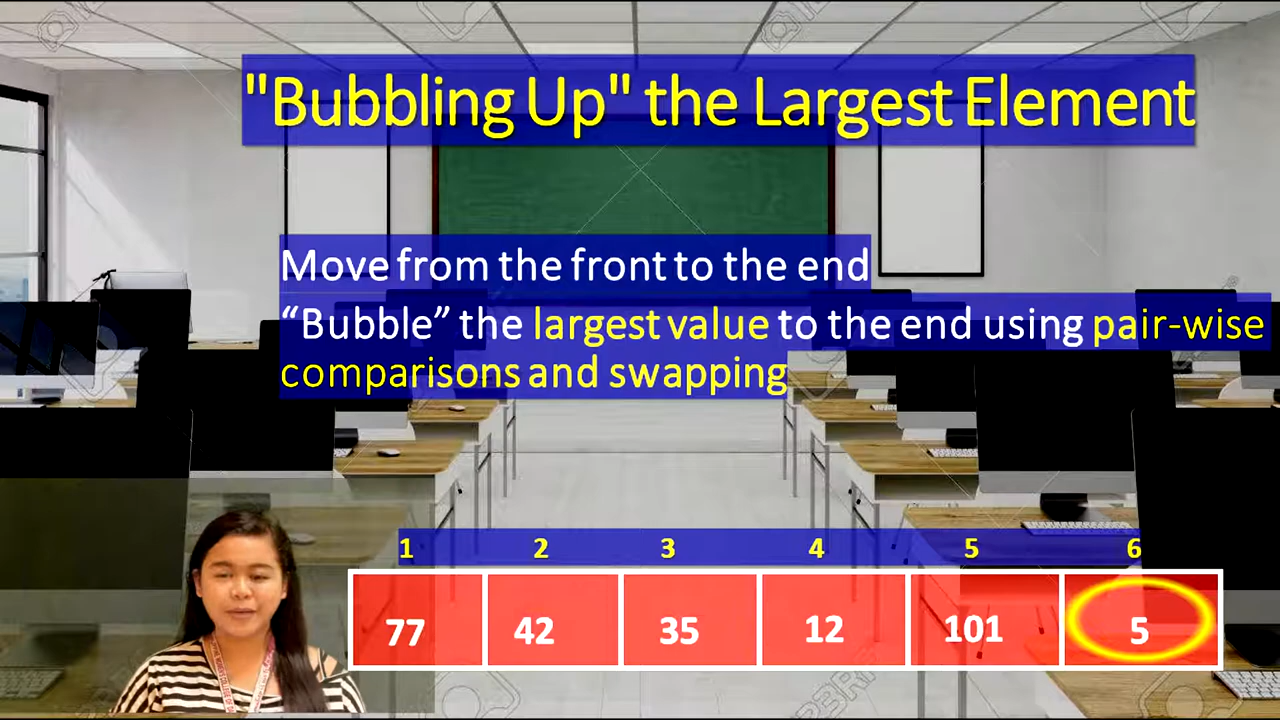 "Bubbling Up" the Largest Element
Move from the front to the end
“Bubble” the largest value to the end using pair-wise
comparisons and swapping
1 2 3 4 5 6
77 42 35 12 101 5